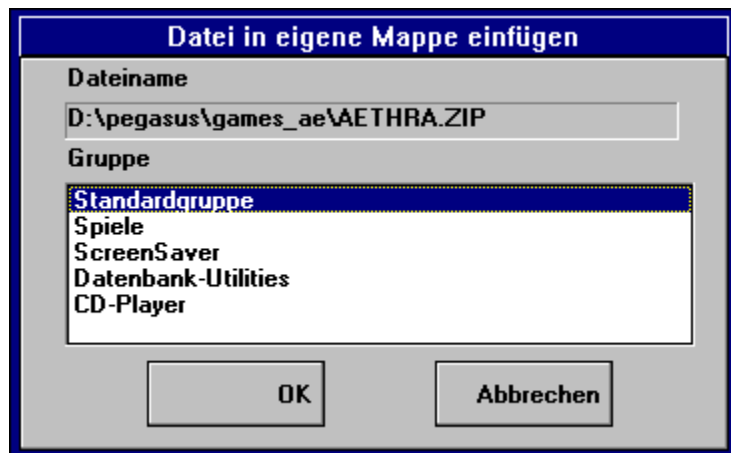 Datei in eigene Mappe einfügen
Dateiname
D:\pegasus\games_ae\AETHRA.ZIP
Gruppe
Standardgruppe
Spiele
ScreenSaver
Datenbank-Utilities
CD-Player
OK Abbrechen